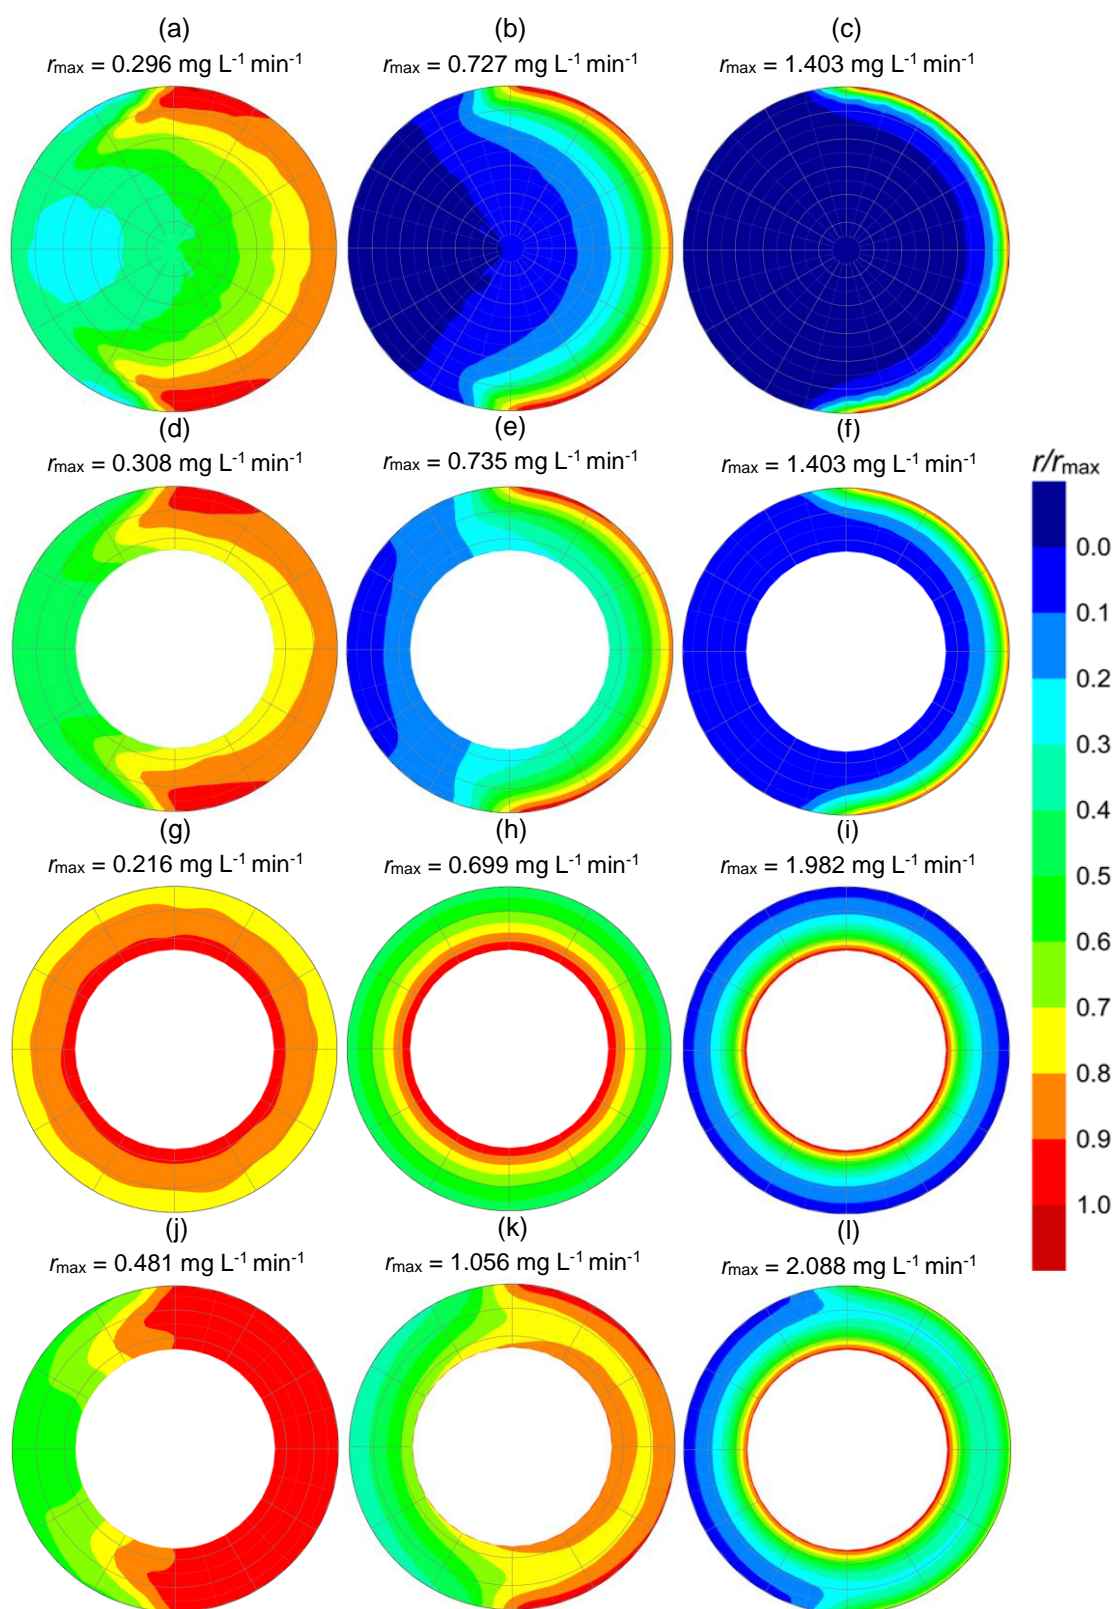 (a) (b) (c)
rmax = 0.296 mg L-1 min-1 rmax = 0.727 mg L-1 min-1 rmax = 1.403 mg L-1 min-1
(d) (e) (f)
rmax = 0.308 mg L-1 min-1 rmax = 0.735 mg L-1 min-1 rmax = 1.403 mg L-1 min-1
r/rmax
0.0
0.1
0.2
0.3
0.4
0.5
0.6
0.7
0.8
0.9
1.0
(g) (h) (i)
rmax = 0.216 mg L-1 min-1 rmax = 0.699 mg L-1 min-1 rmax = 1.982 mg L-1 min-1
(j) (k) (l)
rmax = 0.481 mg L-1 min-1 rmax = 1.056 mg L-1 min-1 rmax = 2.088 mg L-1 min-1